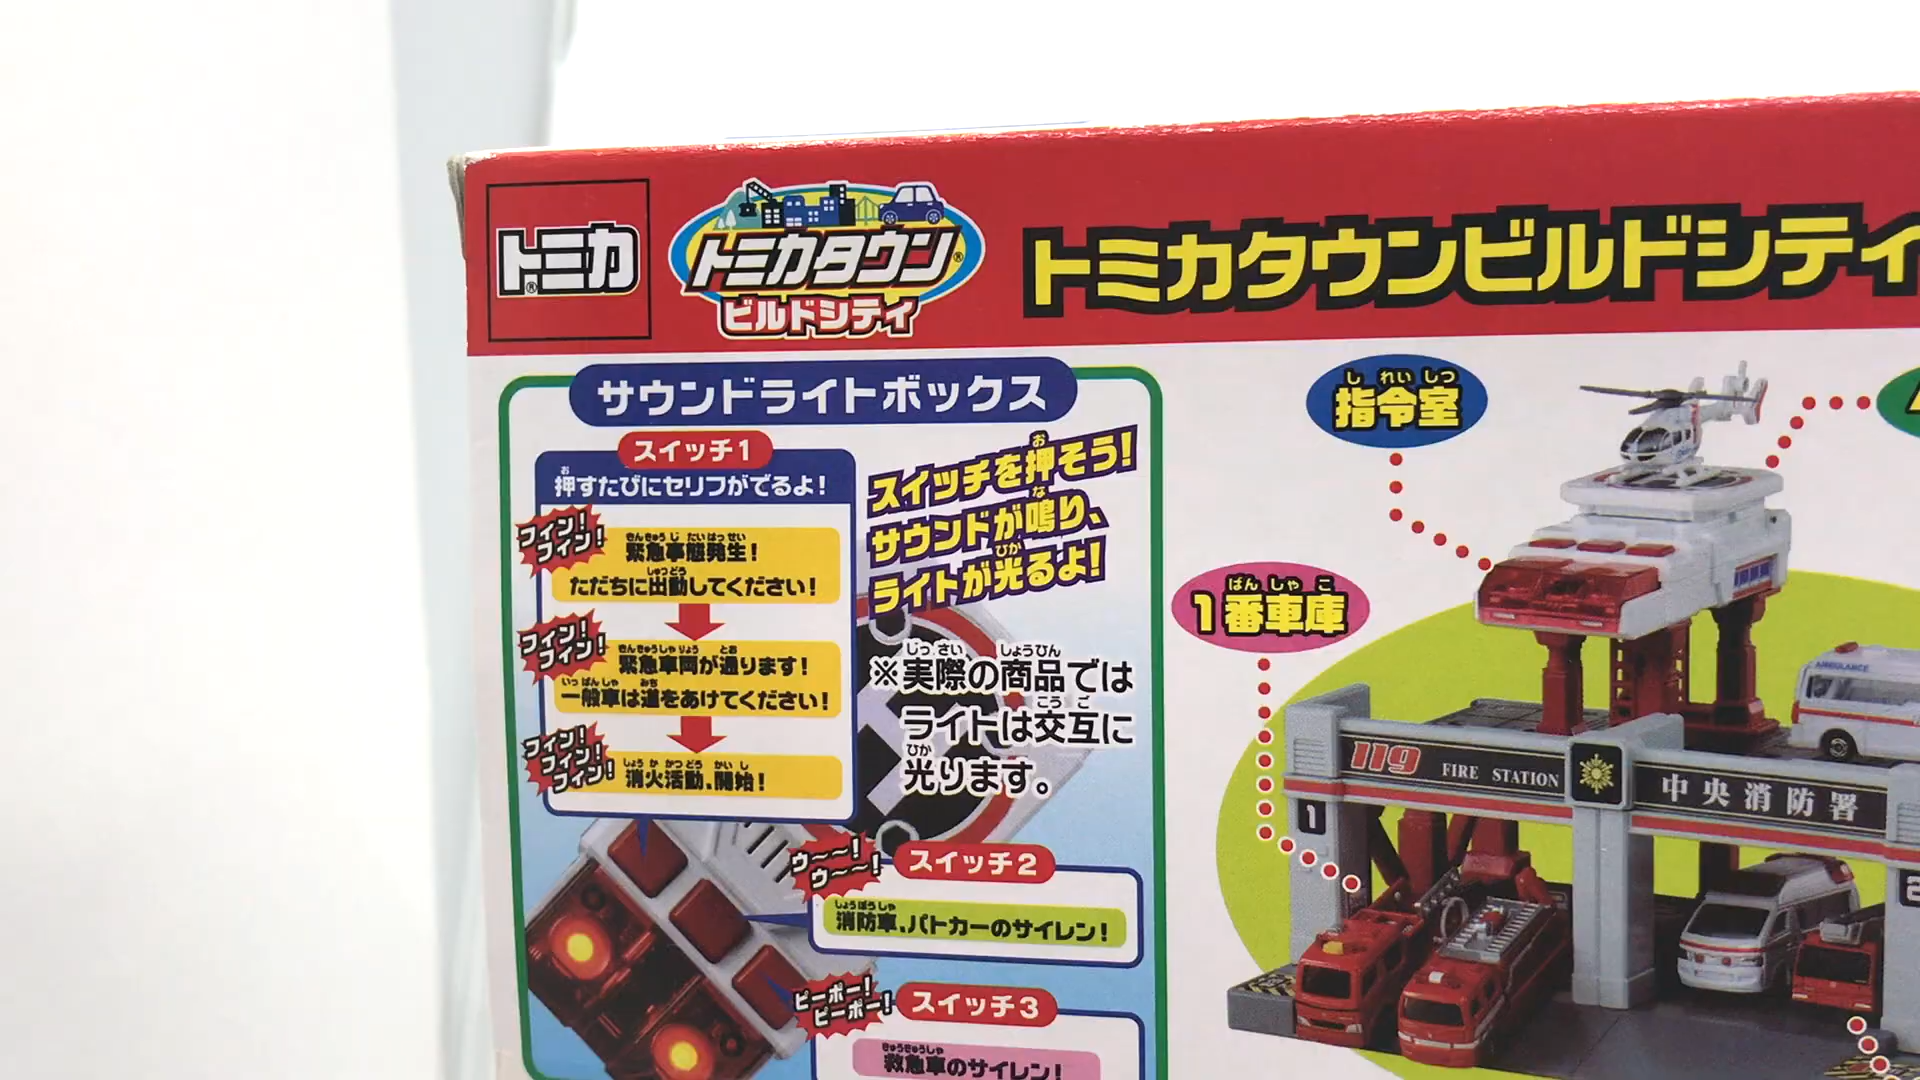 トミカ
トミカタウン
ビルドシティ
トミカタウンビルドシティ
サウンドライトボックス
スイッチ1
押すたびにセリフがでるよ!
フィン!
フィン!
緊急事態発生!
ただちに出動してください!
フィン!
フィン!
緊急車両が通ります!
一般車は道をあけてください!
フィン!
フィン!
フィン!
消火活動、開始!
スイッチを押そう!
サウンドが鳴り、
ライトが光るよ!
※実際の商品では
ライトは交互に
光ります。
ウ〜〜!
ウ〜〜!
スイッチ2
消防車、パトカーのサイレン!
ピーポー!
ピーポー!
スイッチ3
救急車のサイレン!
指令室
1番車庫
AMBULANCE
119 FIRE STATION
中央消防署
1
2